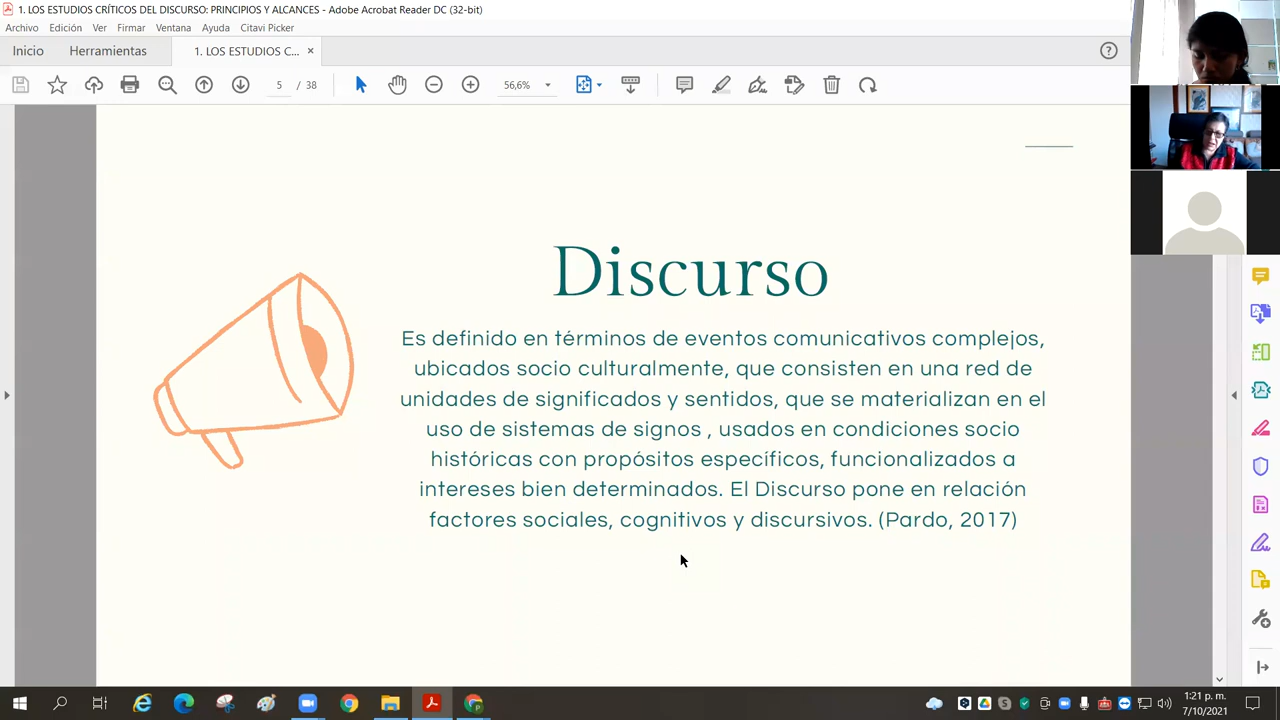 1. LOS ESTUDIOS CRÍTICOS DEL DISCURSO: PRINCIPIOS Y ALCANCES - Adobe Acrobat Reader DC (32-bit)
Archivo Edición Ver Firmar Ventana Ayuda Citavi Picker
Inicio Herramientas 1. LOS ESTUDIOS C... ×
5 / 38 56,6%
Discurso
Es definido en términos de eventos comunicativos complejos,
ubicados socio culturalmente, que consisten en una red de
unidades de significados y sentidos, que se materializan en el
uso de sistemas de signos , usados en condiciones socio
históricas con propósitos específicos, funcionalizados a
intereses bien determinados. El Discurso pone en relación
factores sociales, cognitivos y discursivos. (Pardo, 2017)
1:21 p. m.
7/10/2021